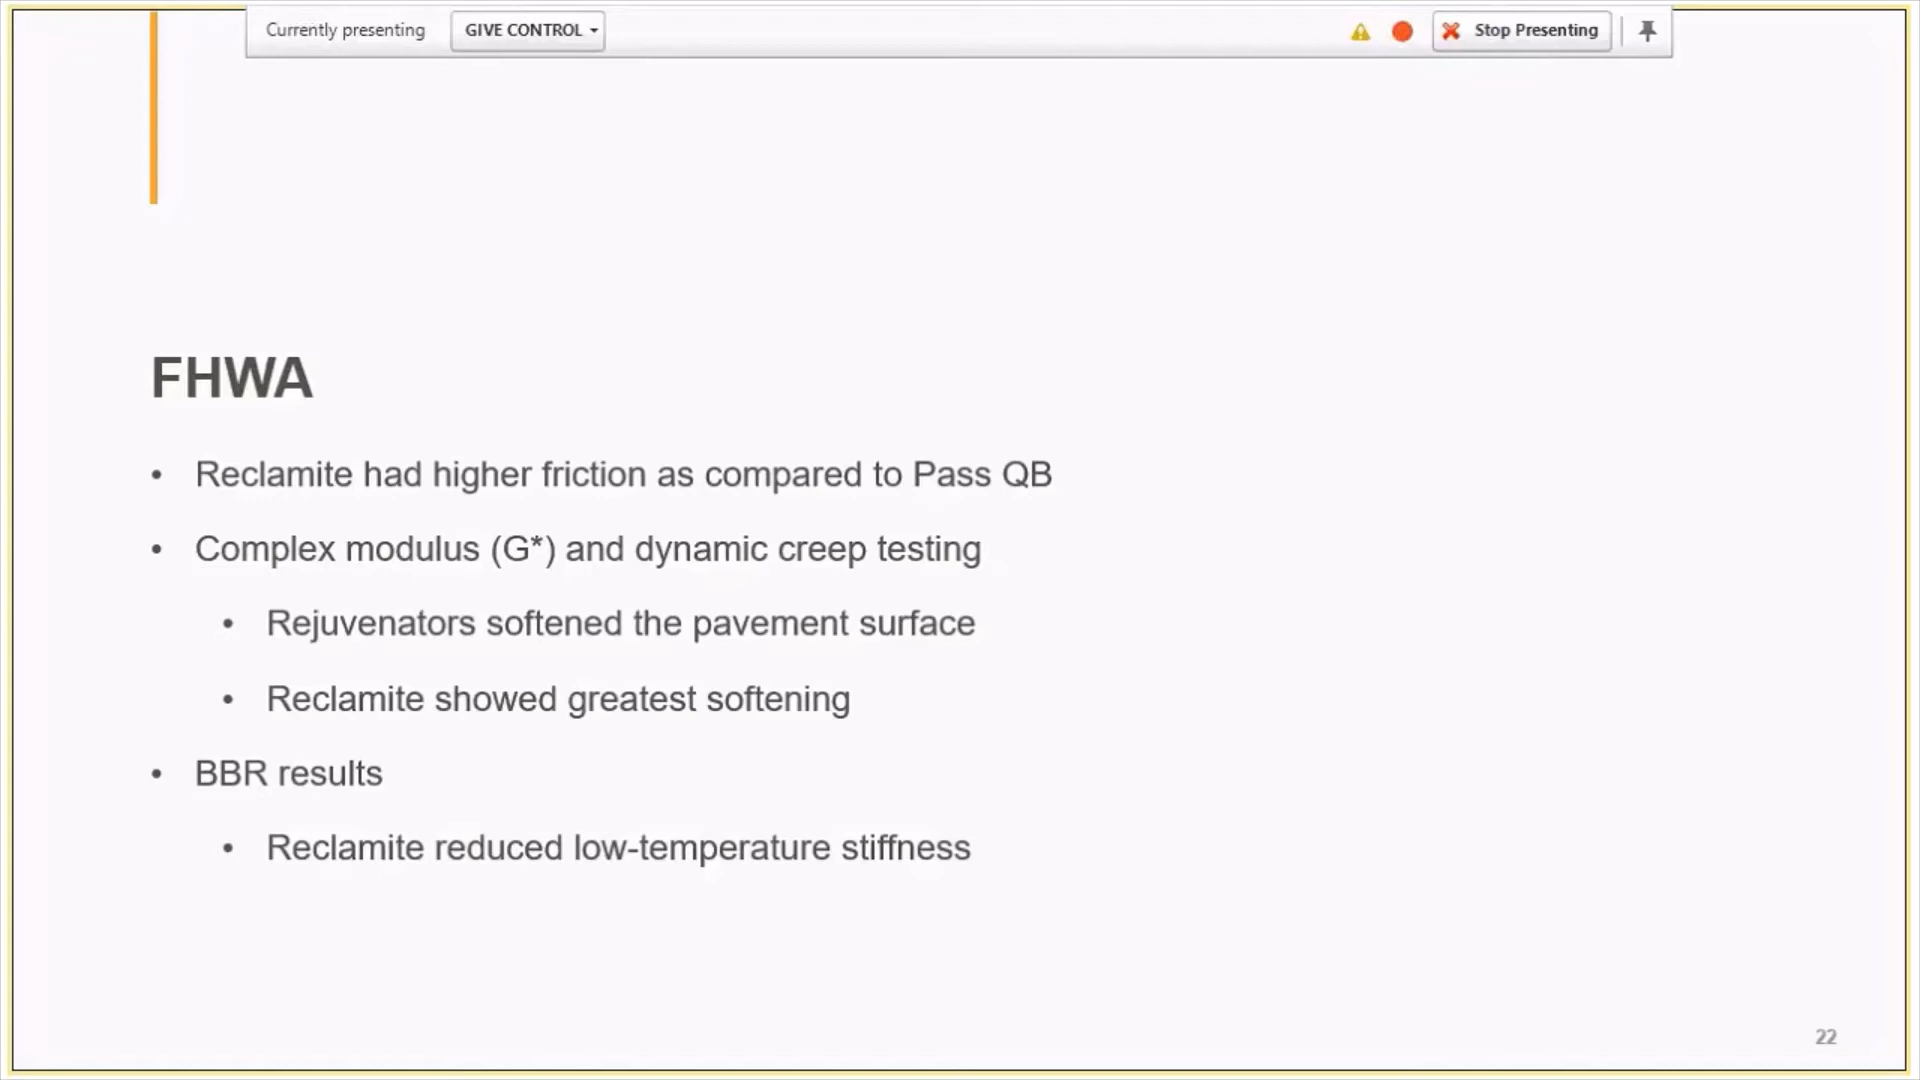 Currently presenting
GIVE CONTROL
Stop Presenting
FHWA
• Reclamite had higher friction as compared to Pass QB
• Complex modulus (G*) and dynamic creep testing
• Rejuvenators softened the pavement surface
• Reclamite showed greatest softening
• BBR results
• Reclamite reduced low-temperature stiffness
22